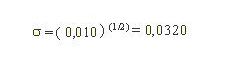 σ = ( 0,010 ) (1/2) = 0,0320